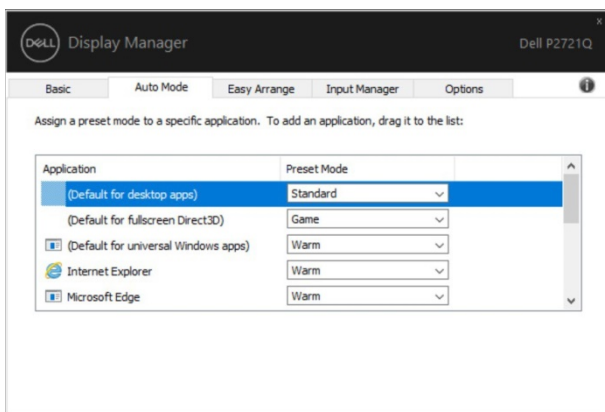 DELL Display Manager
x
Dell P2721Q
Basic Auto Mode Easy Arrange Input Manager Options i
Assign a preset mode to a specific application. To add an application, drag it to the list:
Application Preset Mode
(Default for desktop apps) Standard
(Default for fullscreen Direct3D) Game
(Default for universal Windows apps) Warm
Internet Explorer Warm
Microsoft Edge Warm